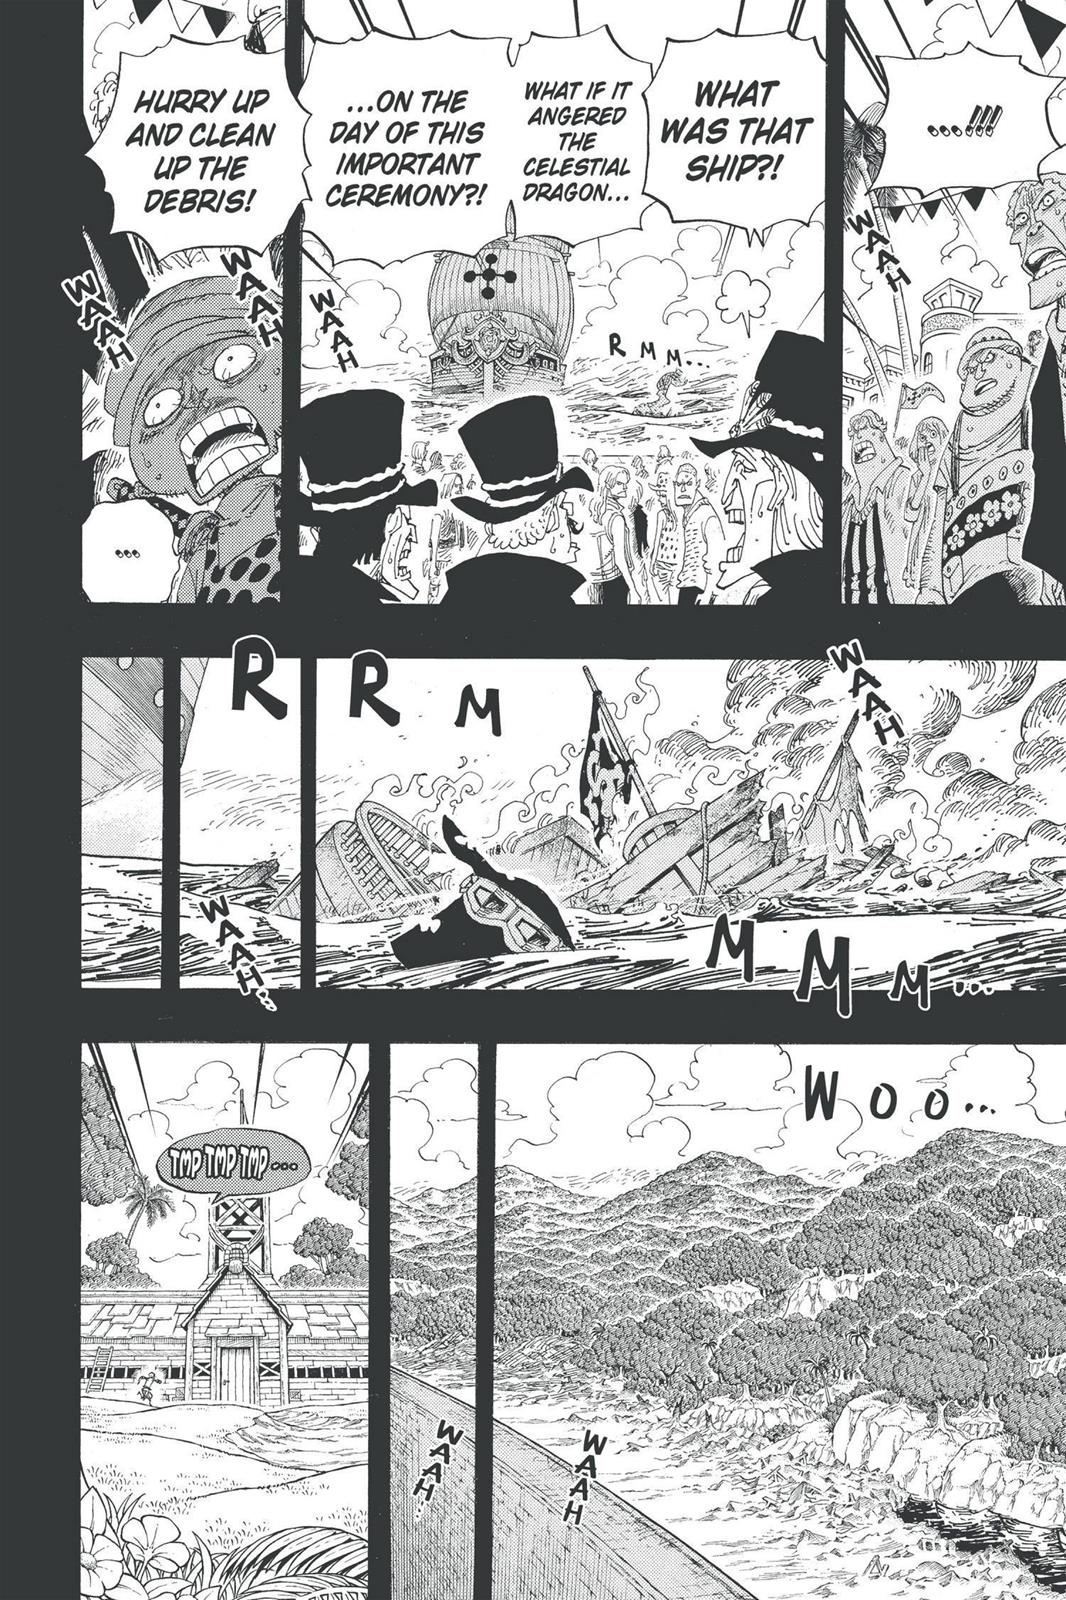 ...!!!
WAAH
WHAT
WAS THAT
SHIP?!
WHAT IF IT
ANGERED
THE
CELESTIAL
DRAGON...
...ON THE
DAY OF THIS
IMPORTANT
CEREMONY?!
WAAH
RMM...
HURRY UP
AND CLEAN
UP THE
DEBRIS!
WAAH
WAAH
...
RRM
WAAH
MMM...
WAAH...
WOO...
WAAH
WAAH
TMP TMP TMP...